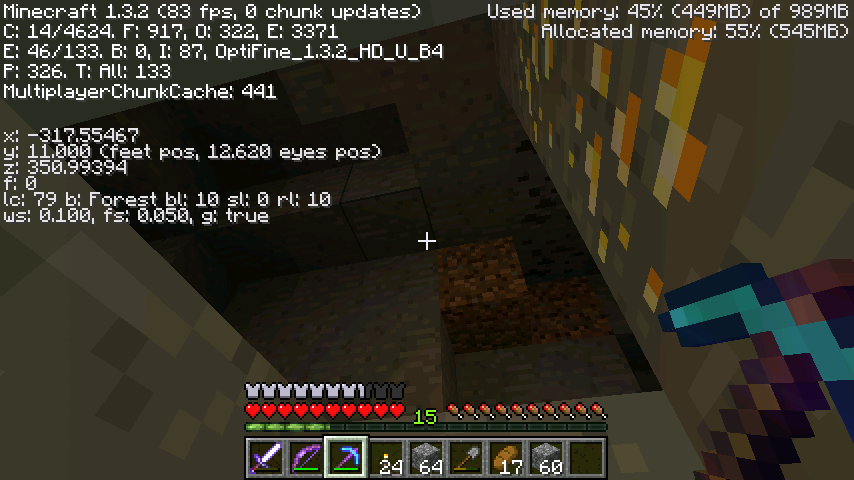 Minecraft 1.3.2 (83 fps, 0 chunk updates)
Used memory: 45% (449MB) of 989MB
C: 14/4624. F: 917, O: 322, E: 3371
Allocated memory: 55% (545MB)
E: 46/133. B: 0, I: 87, OptiFine_1.3.2_HD_U_B4
P: 326. T: All: 133
MultiplayerChunkCache: 441
x: -317.55467
y: 11.000 (feet pos, 12.620 eyes pos)
z: 350.99394
f: 0
lc: 79 b: Forest bl: 10 sl: 0 rl: 10
ws: 0.100, fs: 0.050, g: true
15
24
64
17
60